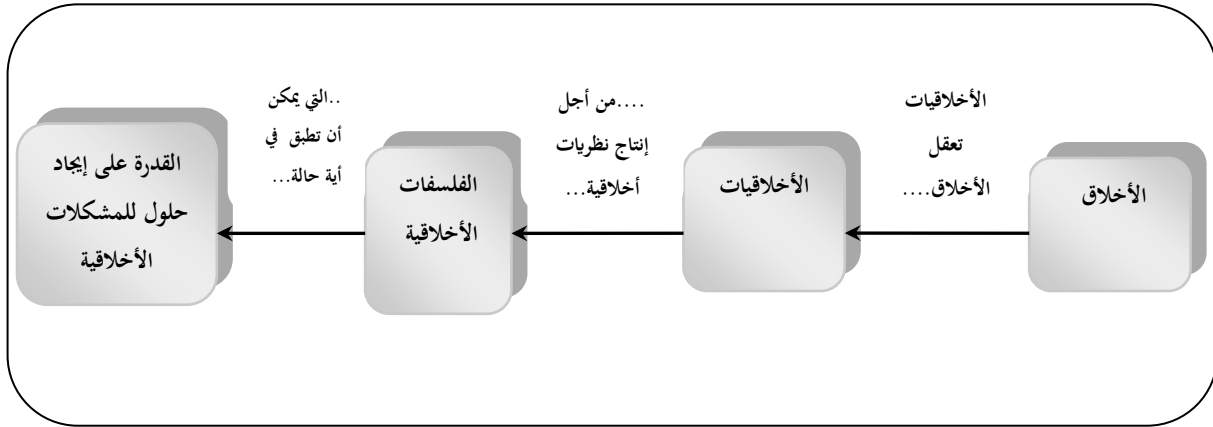 الأخلاق
الأخلاقيات
تعقل
الأخلاق....
الأخلاقيات
....من أجل
إنتاج نظريات
أخلاقية...
الفلسفات
الأخلاقية
..التي يمكن
أن تطبق في
أية حالة...
القدرة على إيجاد
حلول للمشكلات
الأخلاقية